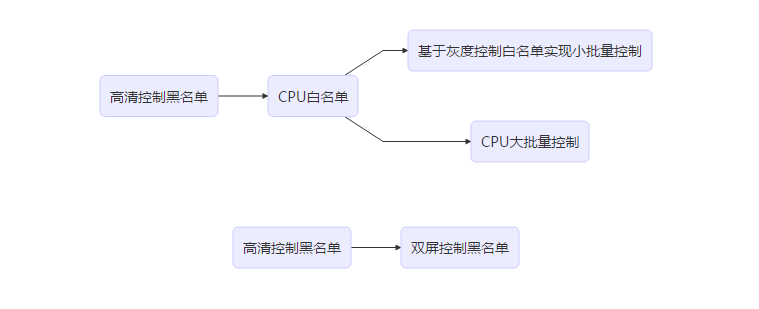 基于灰度控制白名单实现小批量控制
高清控制黑名单
CPU白名单
CPU大批量控制
高清控制黑名单
双屏控制黑名单